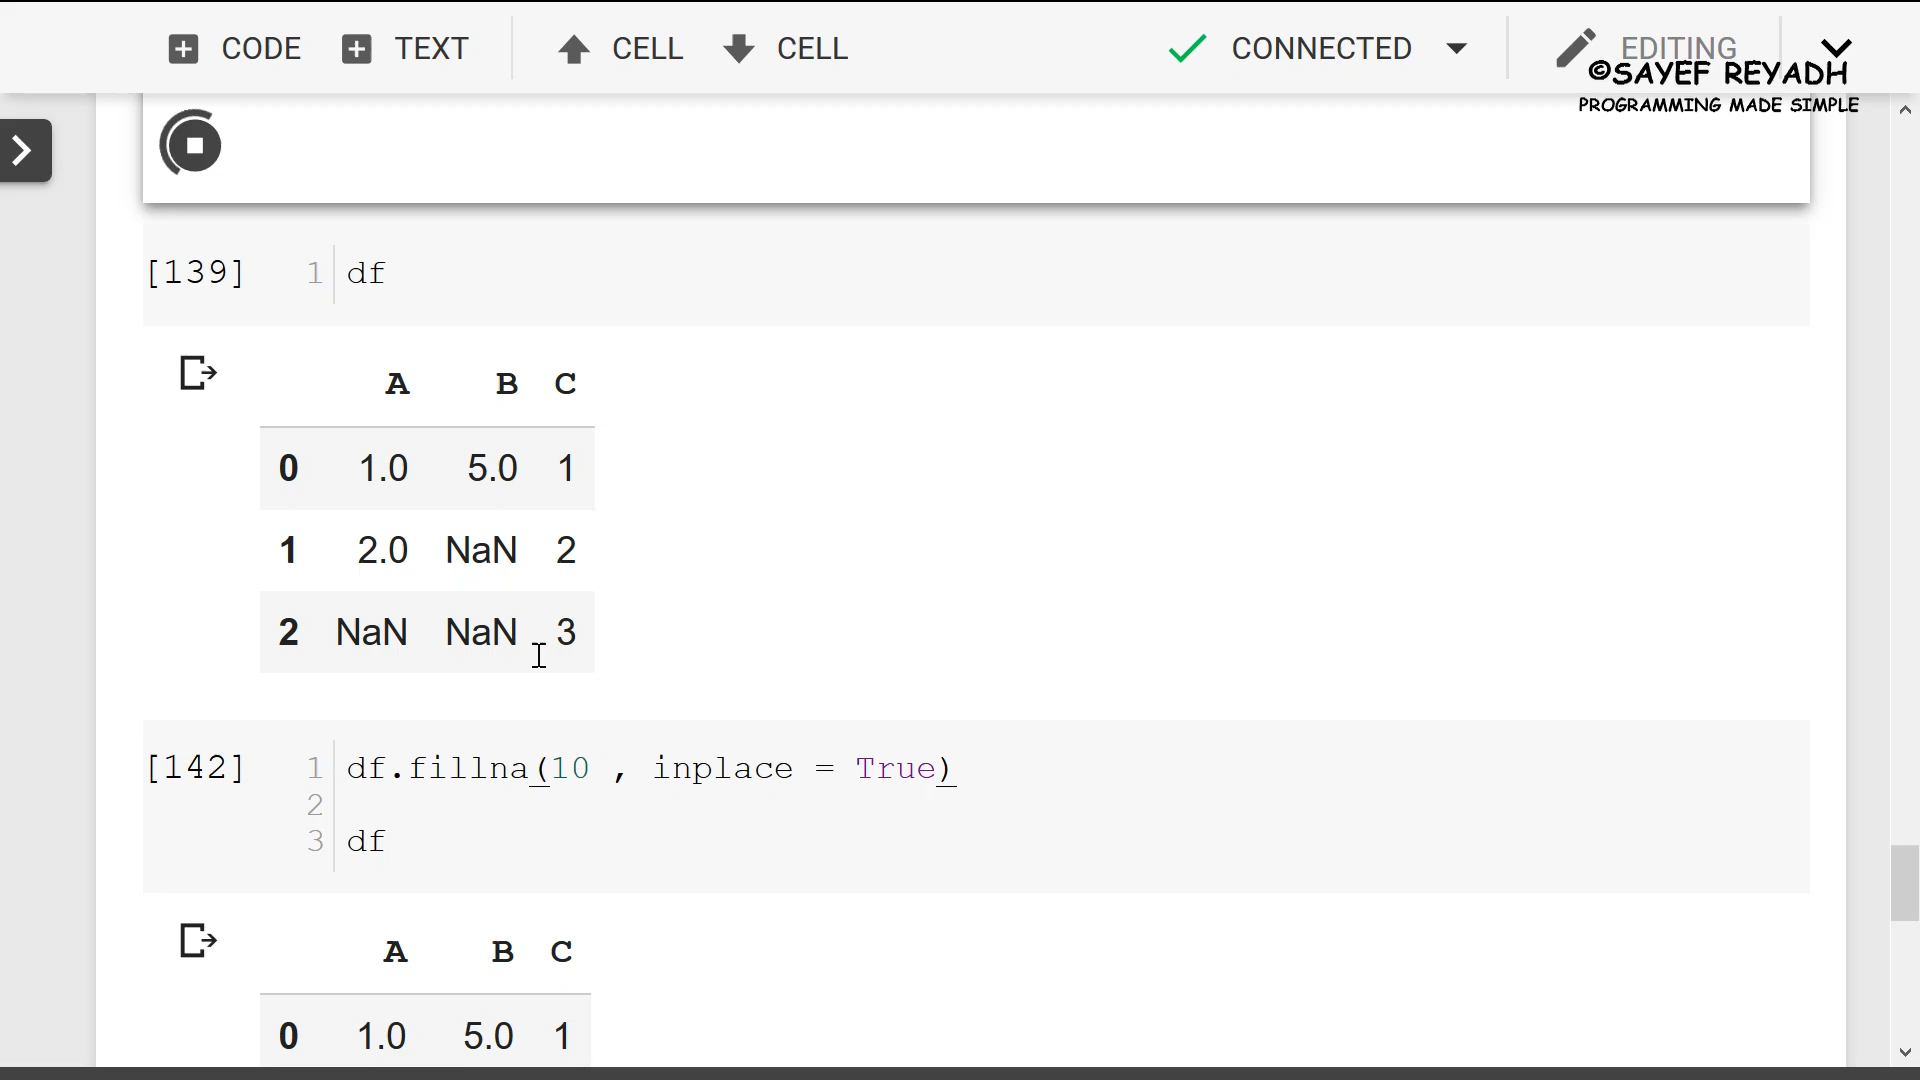 CODE TEXT CELL CELL CONNECTED EDITING
©SAYEF REYADH
PROGRAMMING MADE SIMPLE
[139] 1 df
A B C
0 1.0 5.0 1
1 2.0 NaN 2
2 NaN NaN 3
[142] 1 df.fillna(10 , inplace = True)
2
3 df
A B C
0 1.0 5.0 1